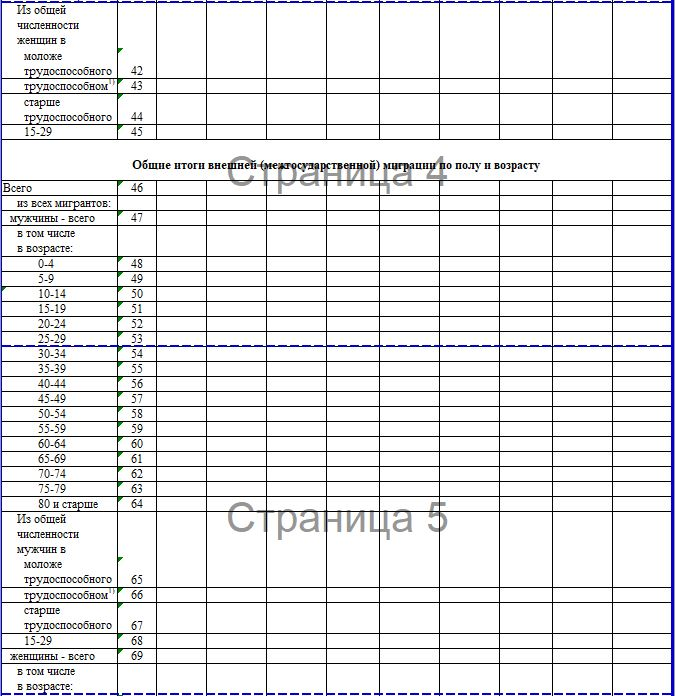 Из общей
численности
женщин в
моложе
трудоспособного 42
трудоспособном1) 43
старше
трудоспособного 44
15-29 45
Общие итоги внешней (межгосударственной) миграции по полу и возрасту
Страница 4
Всего 46
из всех мигрантов:
мужчины - всего 47
в том числе
в возрасте:
0-4 48
5-9 49
10-14 50
15-19 51
20-24 52
25-29 53
30-34 54
35-39 55
40-44 56
45-49 57
50-54 58
55-59 59
60-64 60
65-69 61
70-74 62
75-79 63
80 и старше 64
Страница 5
Из общей
численности
мужчин в
моложе
трудоспособного 65
трудоспособном1) 66
старше
трудоспособного 67
15-29 68
женщины - всего 69
в том числе
в возрасте: